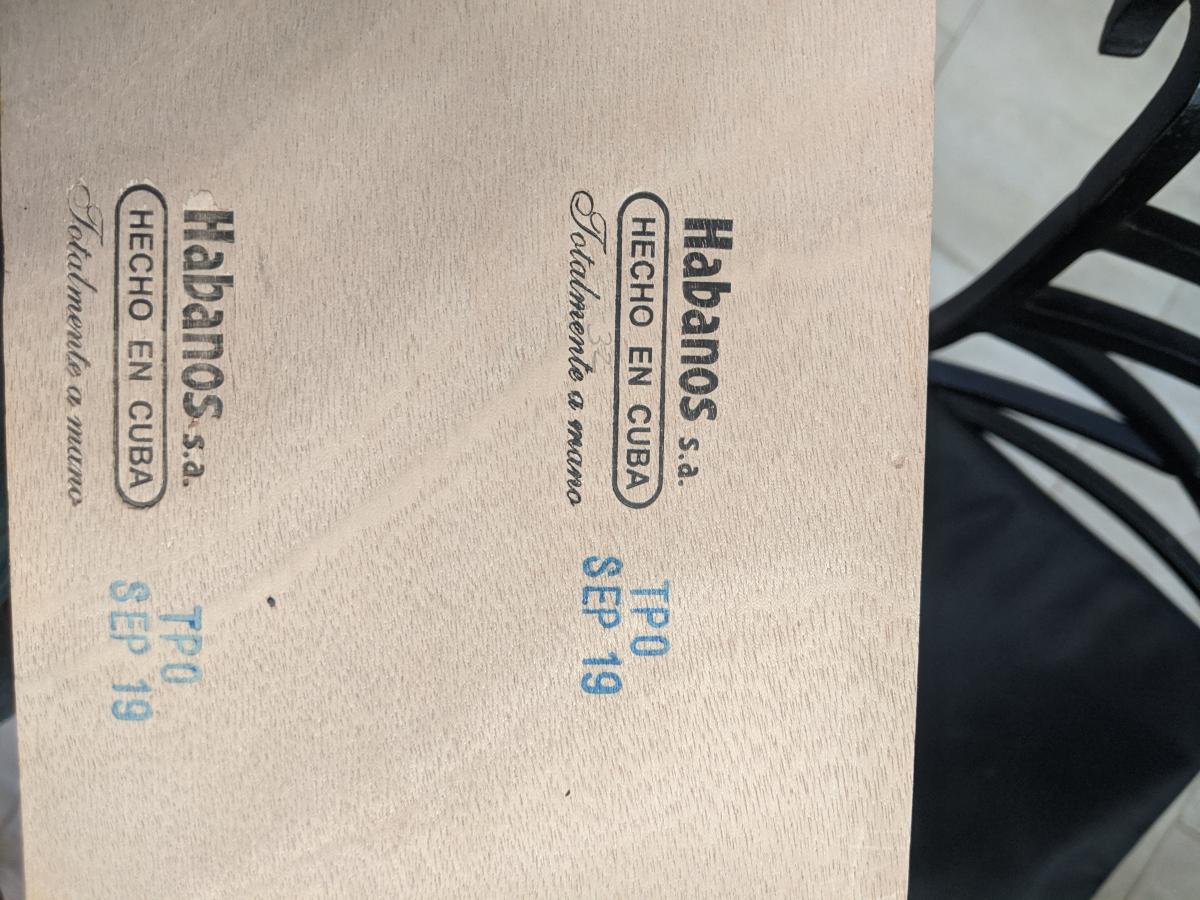 Habanos s.a.
HECHO EN CUBA
Totalmente a mano
TPO
SEP 19
Habanos s.a.
HECHO EN CUBA
Totalmente a mano
TPO
SEP 19